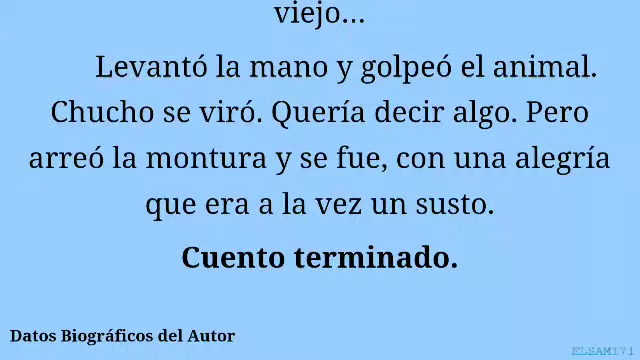 viejo...
Levantó la mano y golpeó el animal.
Chucho se viró. Quería decir algo. Pero
arreó la montura y se fue, con una alegría
que era a la vez un susto.
Cuento terminado.
Datos Biográficos del Autor
ELSAM171